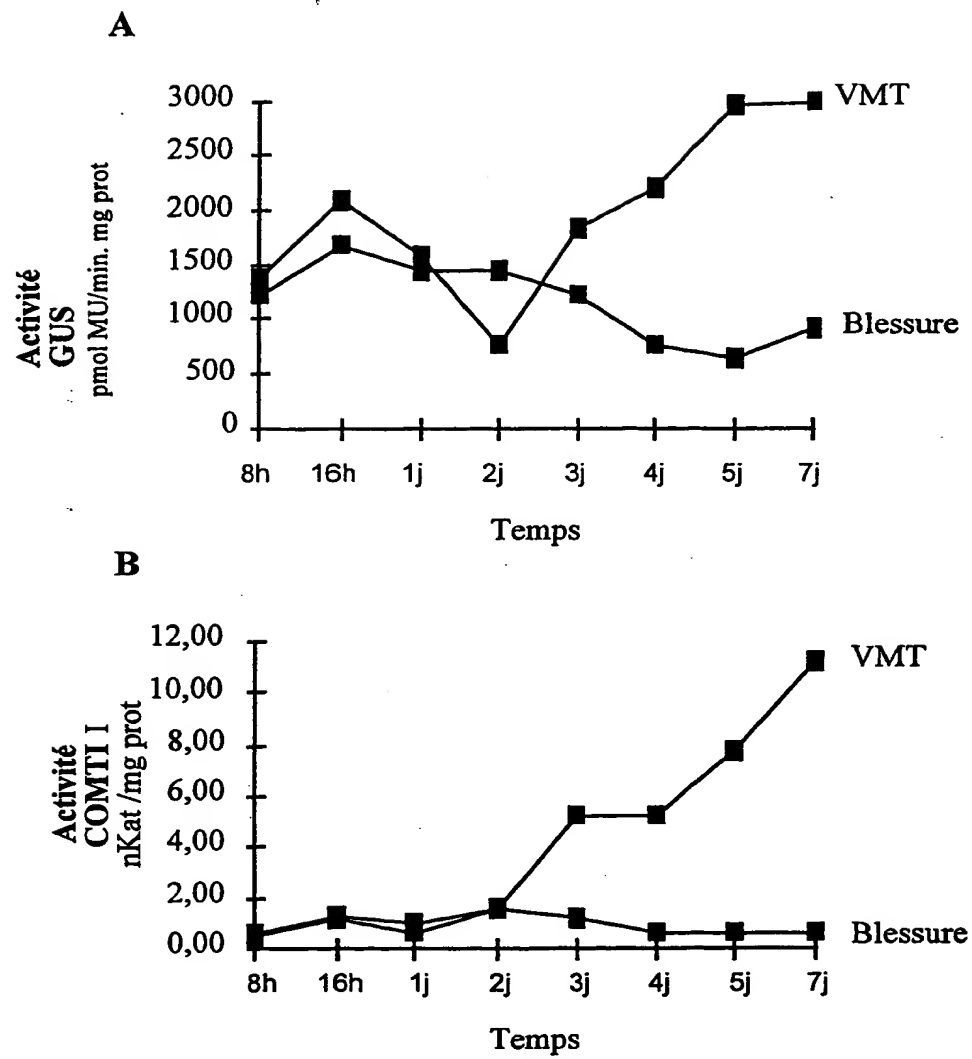 A
3000
2500
2000
1500
1000
500
0
Activité
GUS
pmol MU/min. mg prot
VMT
Blessure
8h 16h 1j 2j 3j 4j 5j 7j
Temps
B
12,00
10,00
8,00
6,00
4,00
2,00
0,00
Activité
COMTI I
nKat /mg prot
VMT
Blessure
8h 16h 1j 2j 3j 4j 5j 7j
Temps